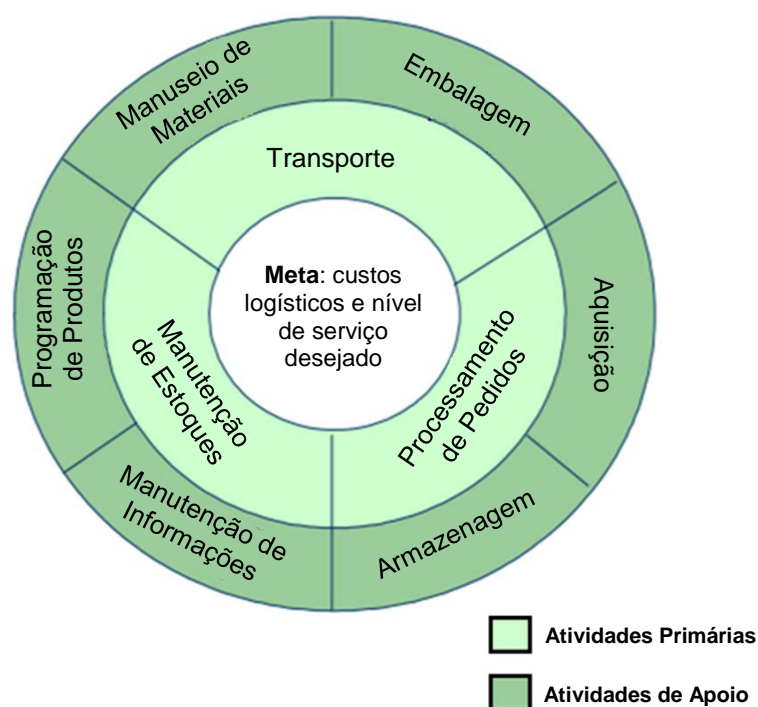 Manuseio de
Materiais
Embalagem
Transporte
Programação
de Produtos
Meta: custos
logísticos e nível
de serviço
desejado
Aquisição
Manutenção
de Estoques
Processamento
de Pedidos
Manutenção de
Informações
Armazenagem
Atividades Primárias
Atividades de Apoio